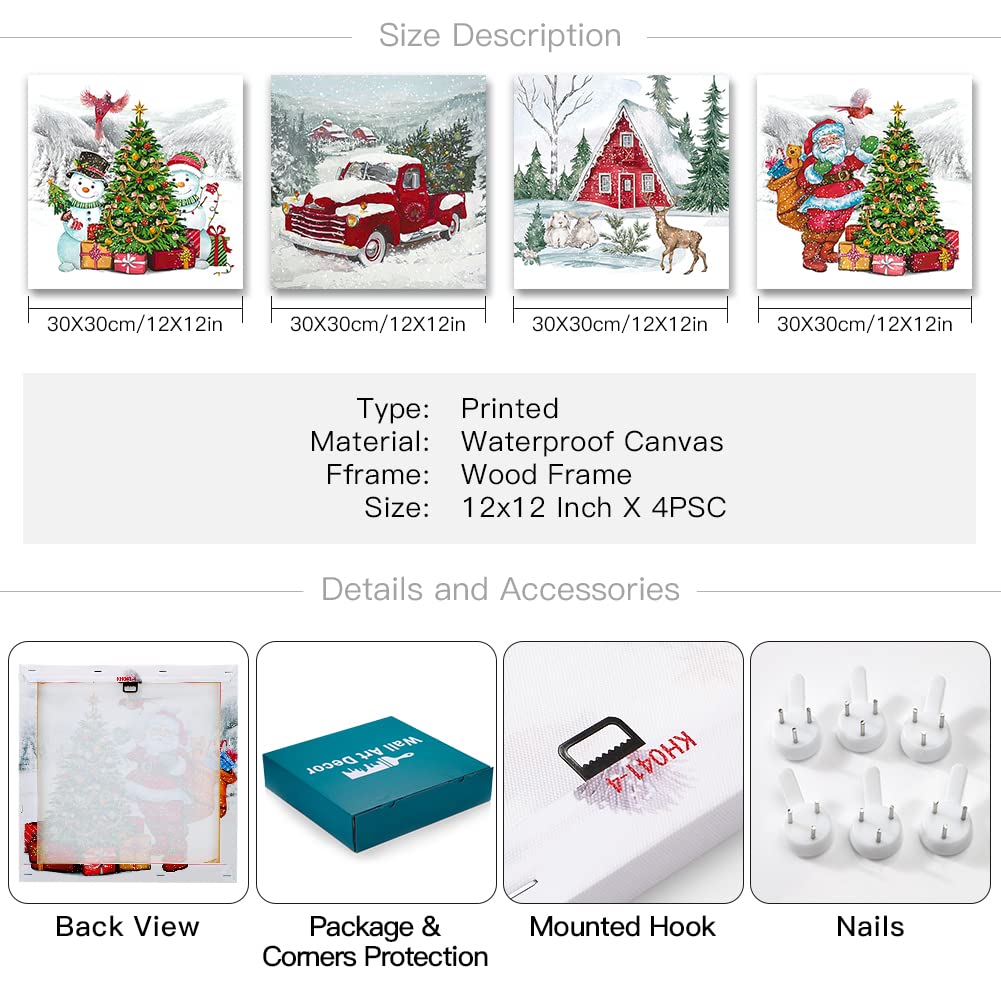 Size Description
30X30cm/12X12in
30X30cm/12X12in
30X30cm/12X12in
30X30cm/12X12in
Type: Printed
Material: Waterproof Canvas
Fframe: Wood Frame
Size: 12x12 Inch X 4PSC
Details and Accessories
KH041-4
Wall Art Decor
KH041-4
Back View
Package &
Corners Protection
Mounted Hook
Nails